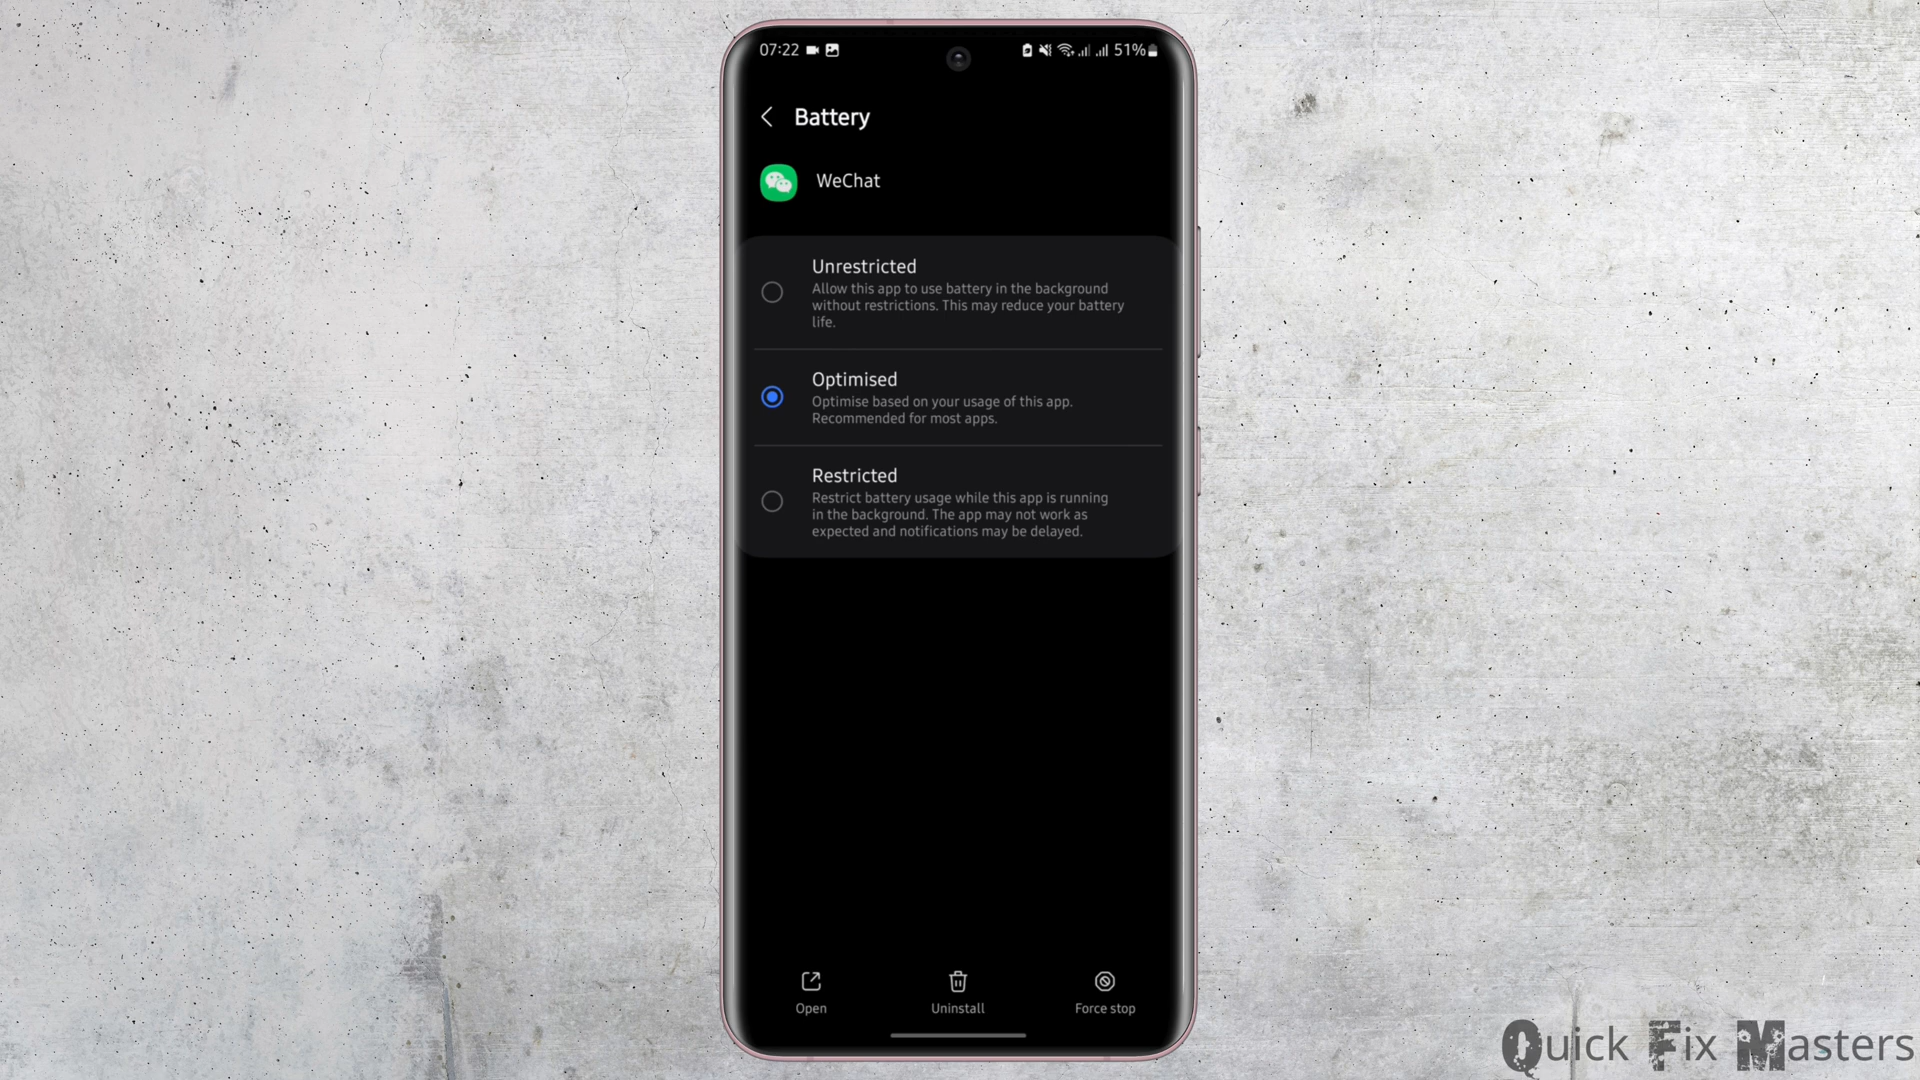 07:22
51%
Battery
WeChat
Unrestricted
Allow this app to use battery in the background
without restrictions. This may reduce your battery
life.
Optimised
Optimise based on your usage of this app.
Recommended for most apps.
Restricted
Restrict battery usage while this app is running
in the background. The app may not work as
expected and notifications may be delayed.
Open
Uninstall
Force stop
Quick Fix Masters